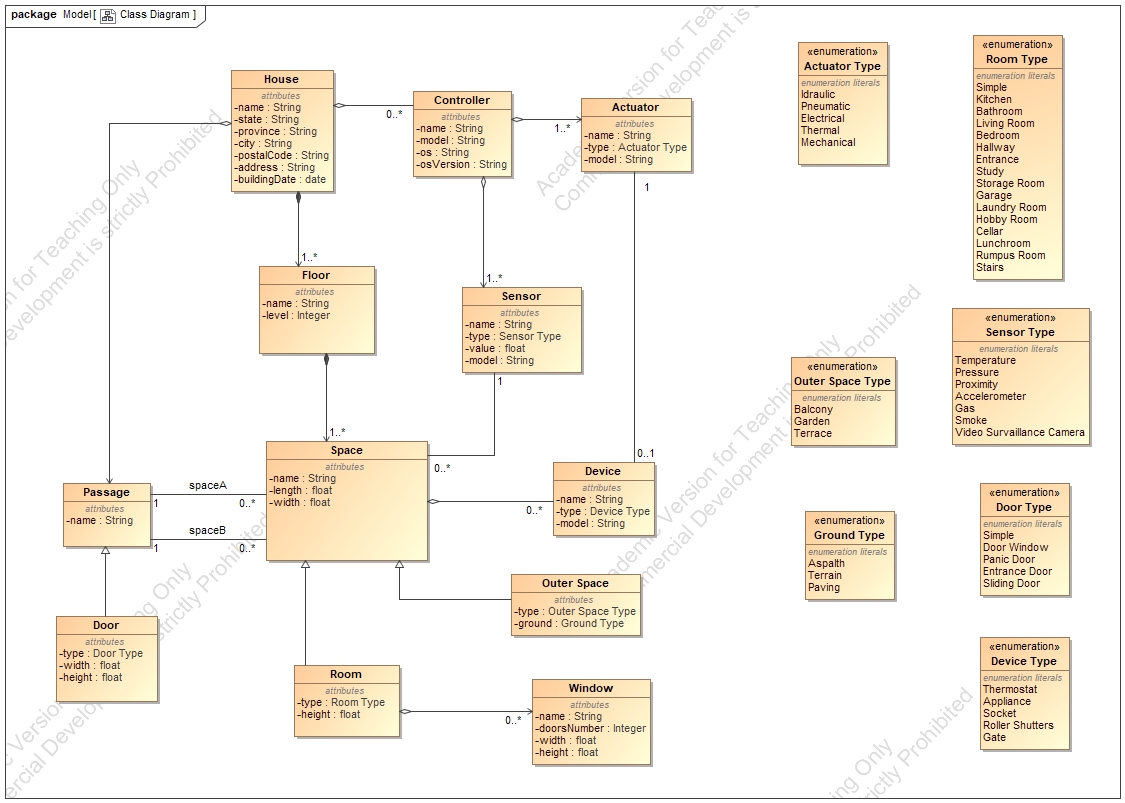 package Model [ Class Diagram ]
House
attributes
-name : String
-state : String
-province : String
-city : String
-postalCode : String
-address : String
-buildingDate : date
0..*
Controller
attributes
-name : String
-model : String
-os : String
-osVersion : String
1..*
Actuator
attributes
-name : String
-type : Actuator Type
-model : String
1
1..*
Floor
attributes
-name : String
-level : Integer
1..*
Sensor
attributes
-name : String
-type : Sensor Type
-value : float
-model : String
1
1..*
Space
attributes
-name : String
-length : float
-width : float
0..*
0..1
Device
attributes
-name : String
-type : Device Type
-model : String
0..*
Passage
attributes
-name : String
spaceA
1
0..*
spaceB
1
0..*
Outer Space
attributes
-type : Outer Space Type
-ground : Ground Type
Door
attributes
-type : Door Type
-width : float
-height : float
Room
attributes
-type : Room Type
-height : float
0..*
Window
attributes
-name : String
-doorsNumber : Integer
-width : float
-height : float
«enumeration»
Actuator Type
enumeration literals
Idraulic
Pneumatic
Electrical
Thermal
Mechanical
«enumeration»
Room Type
enumeration literals
Simple
Kitchen
Bathroom
Living Room
Bedroom
Hallway
Entrance
Study
Storage Room
Garage
Laundry Room
Hobby Room
Cellar
Lunchroom
Rumpus Room
Stairs
«enumeration»
Sensor Type
enumeration literals
Temperature
Pressure
Proximity
Accelerometer
Gas
Smoke
Video Survaillance Camera
«enumeration»
Outer Space Type
enumeration literals
Balcony
Garden
Terrace
«enumeration»
Ground Type
enumeration literals
Aspalth
Terrain
Paving
«enumeration»
Door Type
enumeration literals
Simple
Door Window
Panic Door
Entrance Door
Sliding Door
«enumeration»
Device Type
enumeration literals
Thermostat
Appliance
Socket
Roller Shutters
Gate